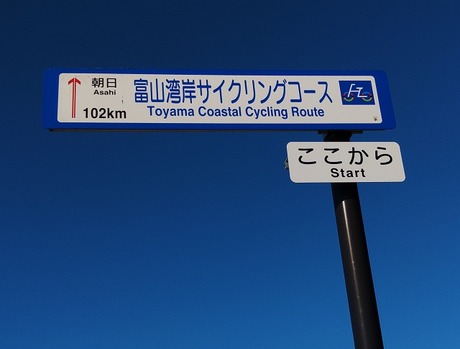 朝日
Asahi
102km
富山湾岸サイクリングコース
Toyama Coastal Cycling Route
ここから
Start